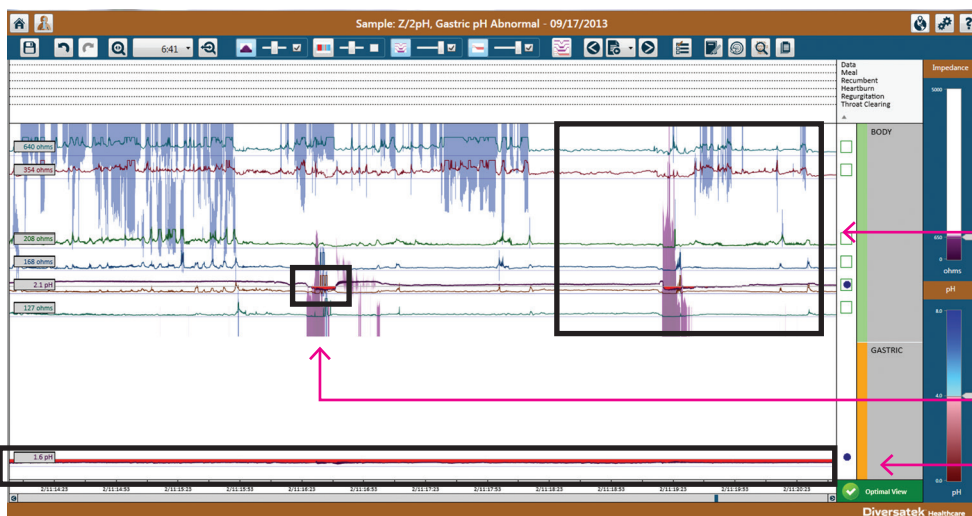 Sample: Z/2pH, Gastric pH Abnormal - 09/17/2013
?
6:41
Data
Meal
Recumbent
Heartburn
Regurgitation
Throat Clearing
Impedance
5000
640 ohms
354 ohms
208 ohms
168 ohms
2.1 pH
127 ohms
1.6 pH
BODY
GASTRIC
650
0
ohms
pH
8.0
4.0
0.0
pH
2/11:14:23
2/11:14:53
2/11:15:23
2/11:15:53
2/11:16:23
2/11:16:53
2/11:17:23
2/11:17:53
2/11:18:23
2/11:18:53
2/11:19:23
2/11:19:53
2/11:20:23
Optimal View
Diversatek Healthcare